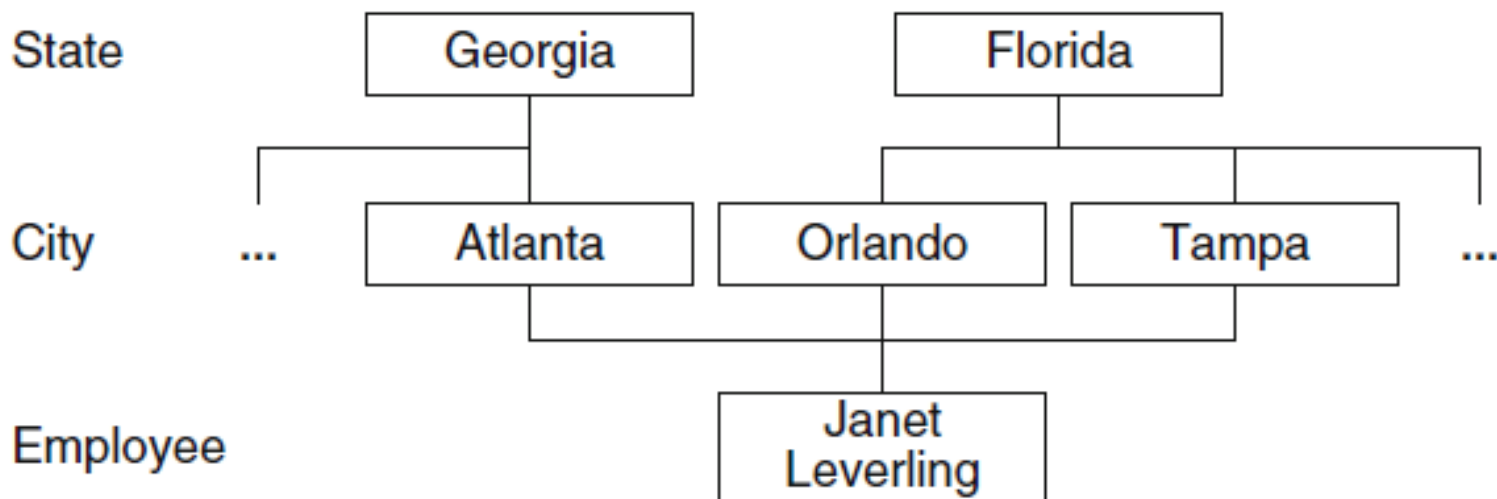 State Georgia Florida
City ... Atlanta Orlando Tampa ...
Employee Janet
Leverling